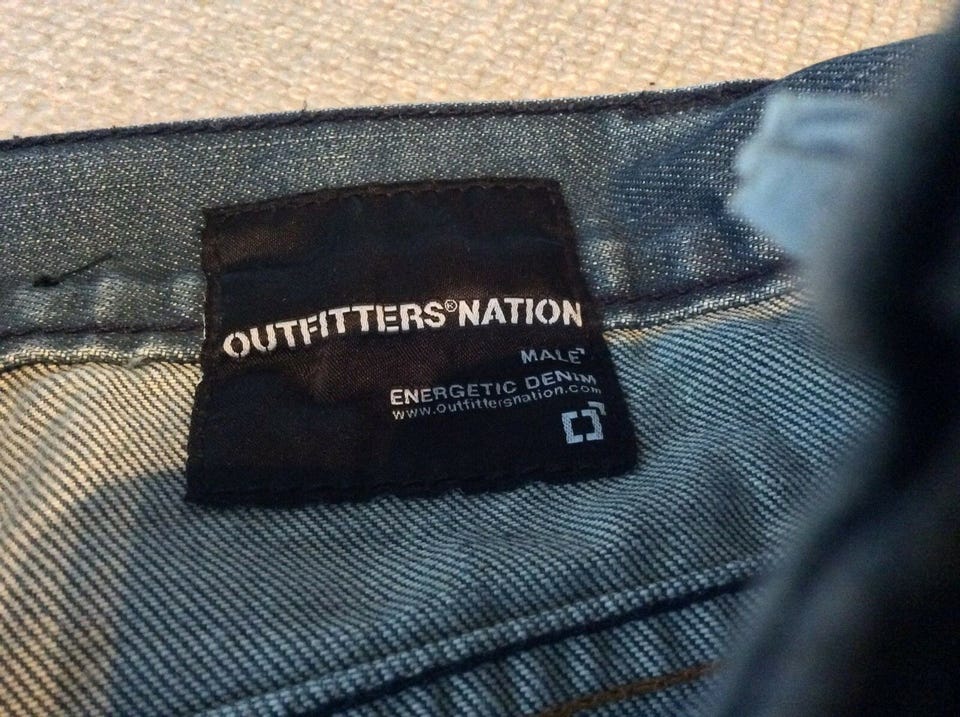 OUTFITTERS®NATION
MALE
ENERGETIC DENIM
www.outfittersnation.com